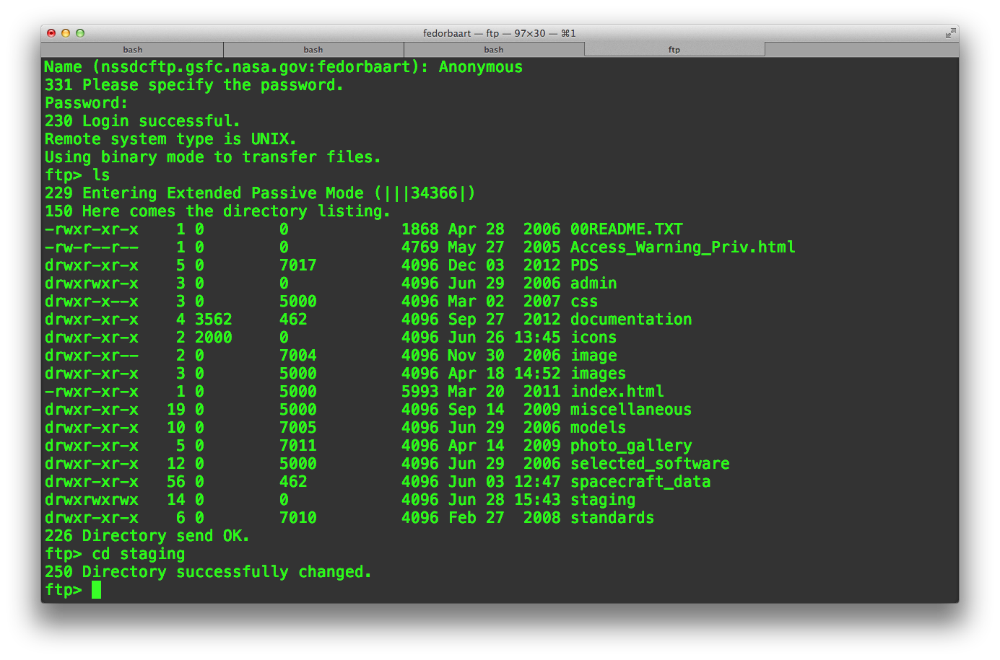 fedorbaart — ftp — 97×30 — ⌘1
bash bash bash ftp
Name (nssdcftp.gsfc.nasa.gov:fedorbaart): Anonymous
331 Please specify the password.
Password:
230 Login successful.
Remote system type is UNIX.
Using binary mode to transfer files.
ftp> ls
229 Entering Extended Passive Mode (|||34366|)
150 Here comes the directory listing.
-rwxr-xr-x    1 0        0            1868 Apr 28  2006 00README.TXT
-rw-r--r--    1 0        0            4769 May 27  2005 Access_Warning_Priv.html
drwxr-xr-x    5 0        7017         4096 Dec 03  2012 PDS
drwxrwxr-x    3 0        0            4096 Jun 29  2006 admin
drwxr-x--x    3 0        5000         4096 Mar 02  2007 css
drwxr-xr-x    4 3562     462          4096 Sep 27  2012 documentation
drwxr-xr-x    2 2000     0            4096 Jun 26 13:45 icons
drwxr-xr--    2 0        7004         4096 Nov 30  2006 image
drwxr-xr-x    3 0        5000         4096 Apr 18 14:52 images
-rwxr-xr-x    1 0        5000         5993 Mar 20  2011 index.html
drwxr-xr-x   19 0        5000         4096 Sep 14  2009 miscellaneous
drwxr-xr-x   10 0        7005         4096 Jun 29  2006 models
drwxr-xr-x    5 0        7011         4096 Apr 14  2009 photo_gallery
drwxr-xr-x   12 0        5000         4096 Jun 29  2006 selected_software
drwxr-xr-x   56 0        462          4096 Jun 03 12:47 spacecraft_data
drwxrwxrwx   14 0        0            4096 Jun 28 15:43 staging
drwxr-xr-x    6 0        7010         4096 Feb 27  2008 standards
226 Directory send OK.
ftp> cd staging
250 Directory successfully changed.
ftp>